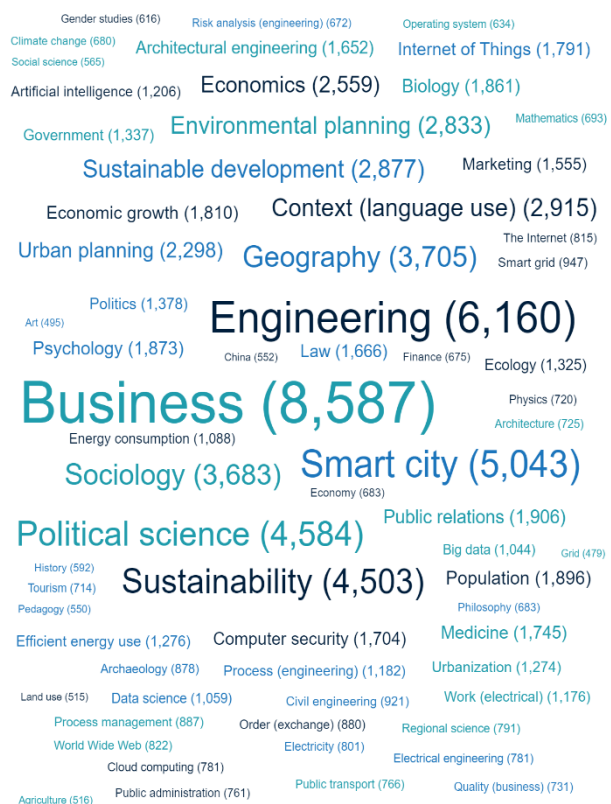 Gender studies (616)
Risk analysis (engineering) (672)
Operating system (634)
Climate change (680)
Architectural engineering (1,652)
Internet of Things (1,791)
Social science (565)
Artificial intelligence (1,206)
Economics (2,559)
Biology (1,861)
Government (1,337)
Environmental planning (2,833)
Mathematics (693)
Sustainable development (2,877)
Marketing (1,555)
Economic growth (1,810)
Context (language use) (2,915)
Urban planning (2,298)
Geography (3,705)
The Internet (815)
Smart grid (947)
Politics (1,378)
Art (495)
Engineering (6,160)
Psychology (1,873)
China (552)
Law (1,666)
Finance (675)
Ecology (1,325)
Business (8,587)
Physics (720)
Architecture (725)
Energy consumption (1,088)
Sociology (3,683)
Smart city (5,043)
Economy (683)
Political science (4,584)
Public relations (1,906)
Big data (1,044)
Grid (479)
History (592)
Tourism (714)
Sustainability (4,503)
Population (1,896)
Pedagogy (550)
Philosophy (683)
Efficient energy use (1,276)
Computer security (1,704)
Medicine (1,745)
Archaeology (878)
Process (engineering) (1,182)
Urbanization (1,274)
Land use (515)
Data science (1,059)
Civil engineering (921)
Work (electrical) (1,176)
Process management (887)
Order (exchange) (880)
Regional science (791)
World Wide Web (822)
Electricity (801)
Electrical engineering (781)
Cloud computing (781)
Public transport (766)
Quality (business) (731)
Agriculture (516)
Public administration (761)